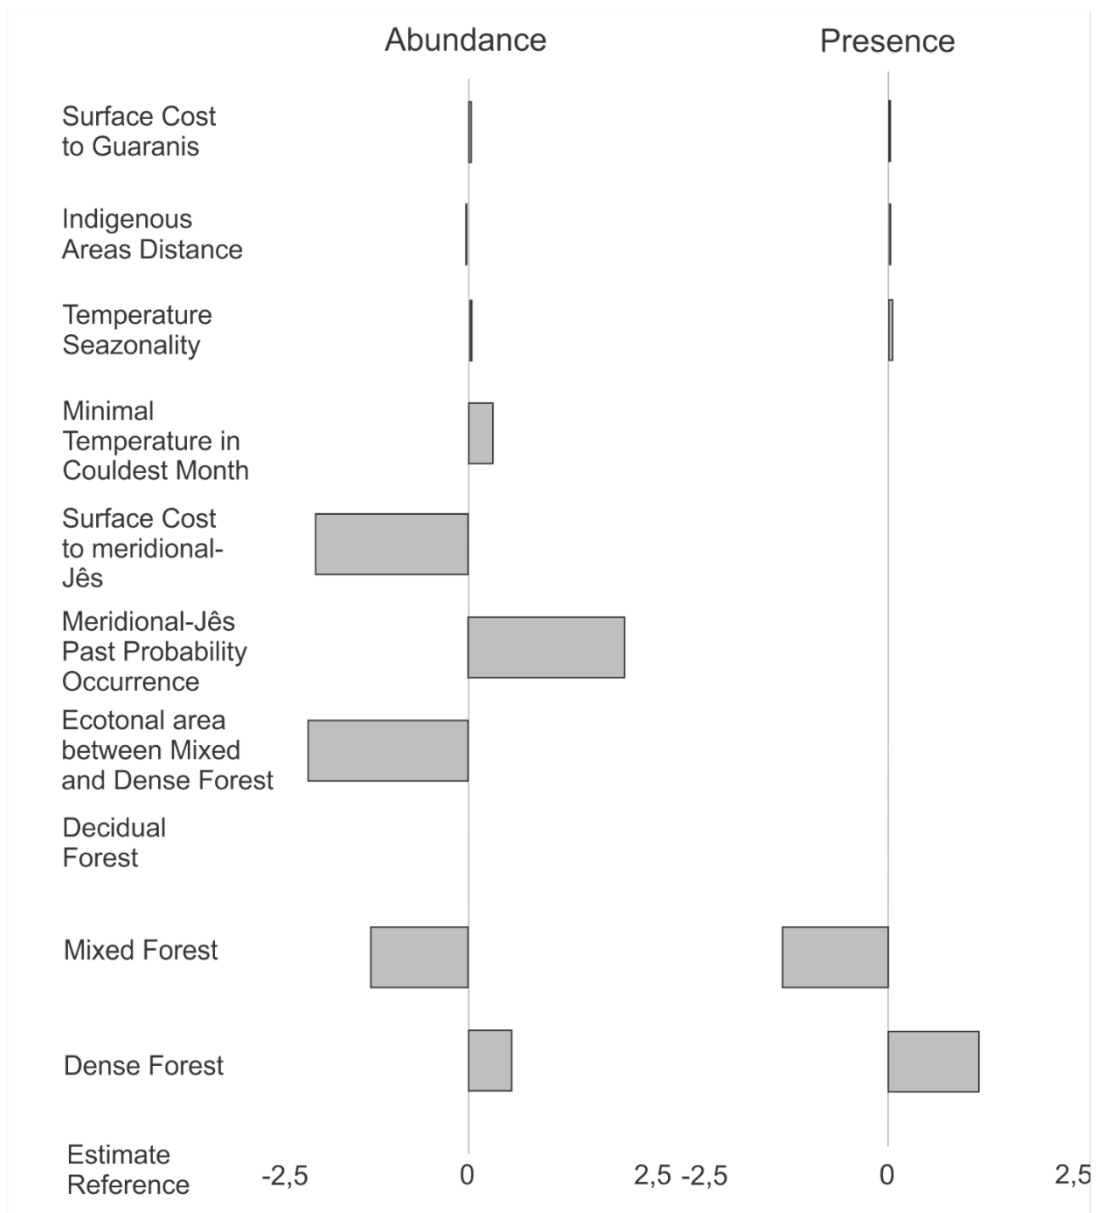 Abundance
Presence
Surface Cost
to Guaranis
Indigenous
Areas Distance
Temperature
Seazonality
Minimal
Temperature in
Couldest Month
Surface Cost
to meridional-
Jês
Meridional-Jês
Past Probability
Occurrence
Ecotonal area
between Mixed
and Dense Forest
Decidual
Forest
Mixed Forest
Dense Forest
Estimate
Reference
-2,5 0 2,5 -2,5 0 2,5